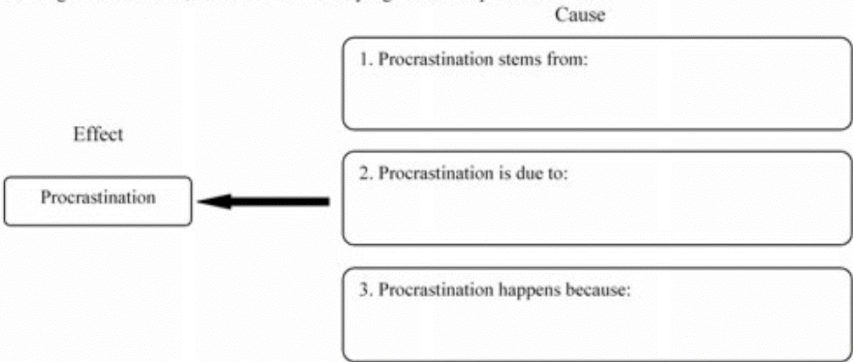 Cause
1. Procrastination stems from:
Effect
2. Procrastination is due to:
Procrastination
3. Procrastination happens because: